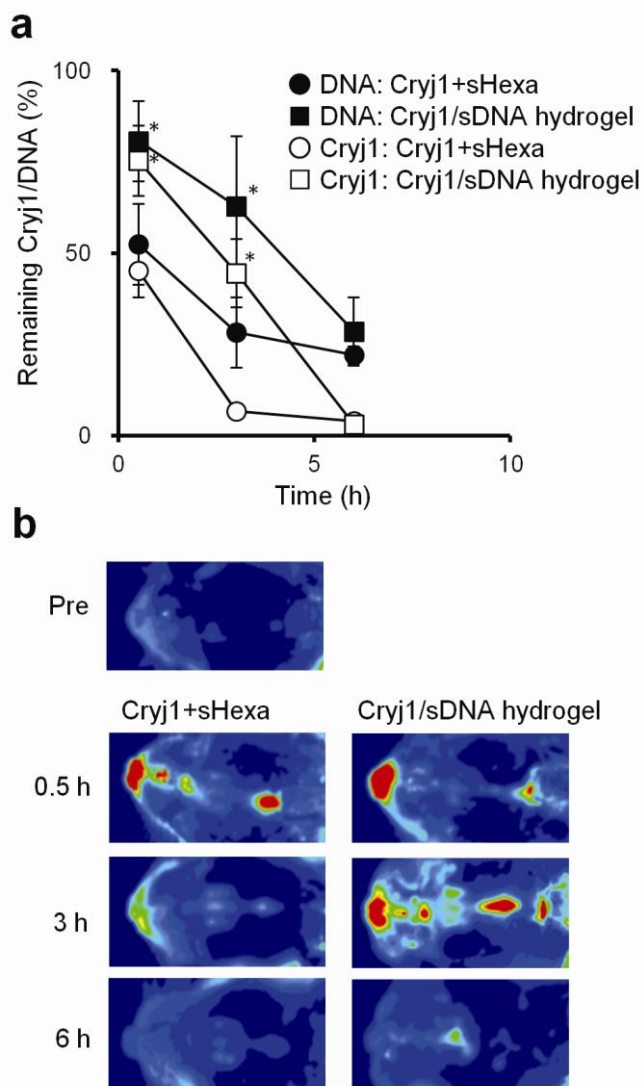 a
Remaining Cryj1/DNA (%)
100
50
0
0
5
10
Time (h)
DNA: Cryj1+sHexa
DNA: Cryj1/sDNA hydrogel
Cryj1: Cryj1+sHexa
Cryj1: Cryj1/sDNA hydrogel
*
*
*
*
b
Pre
Cryj1+sHexa
Cryj1/sDNA hydrogel
0.5 h
3 h
6 h